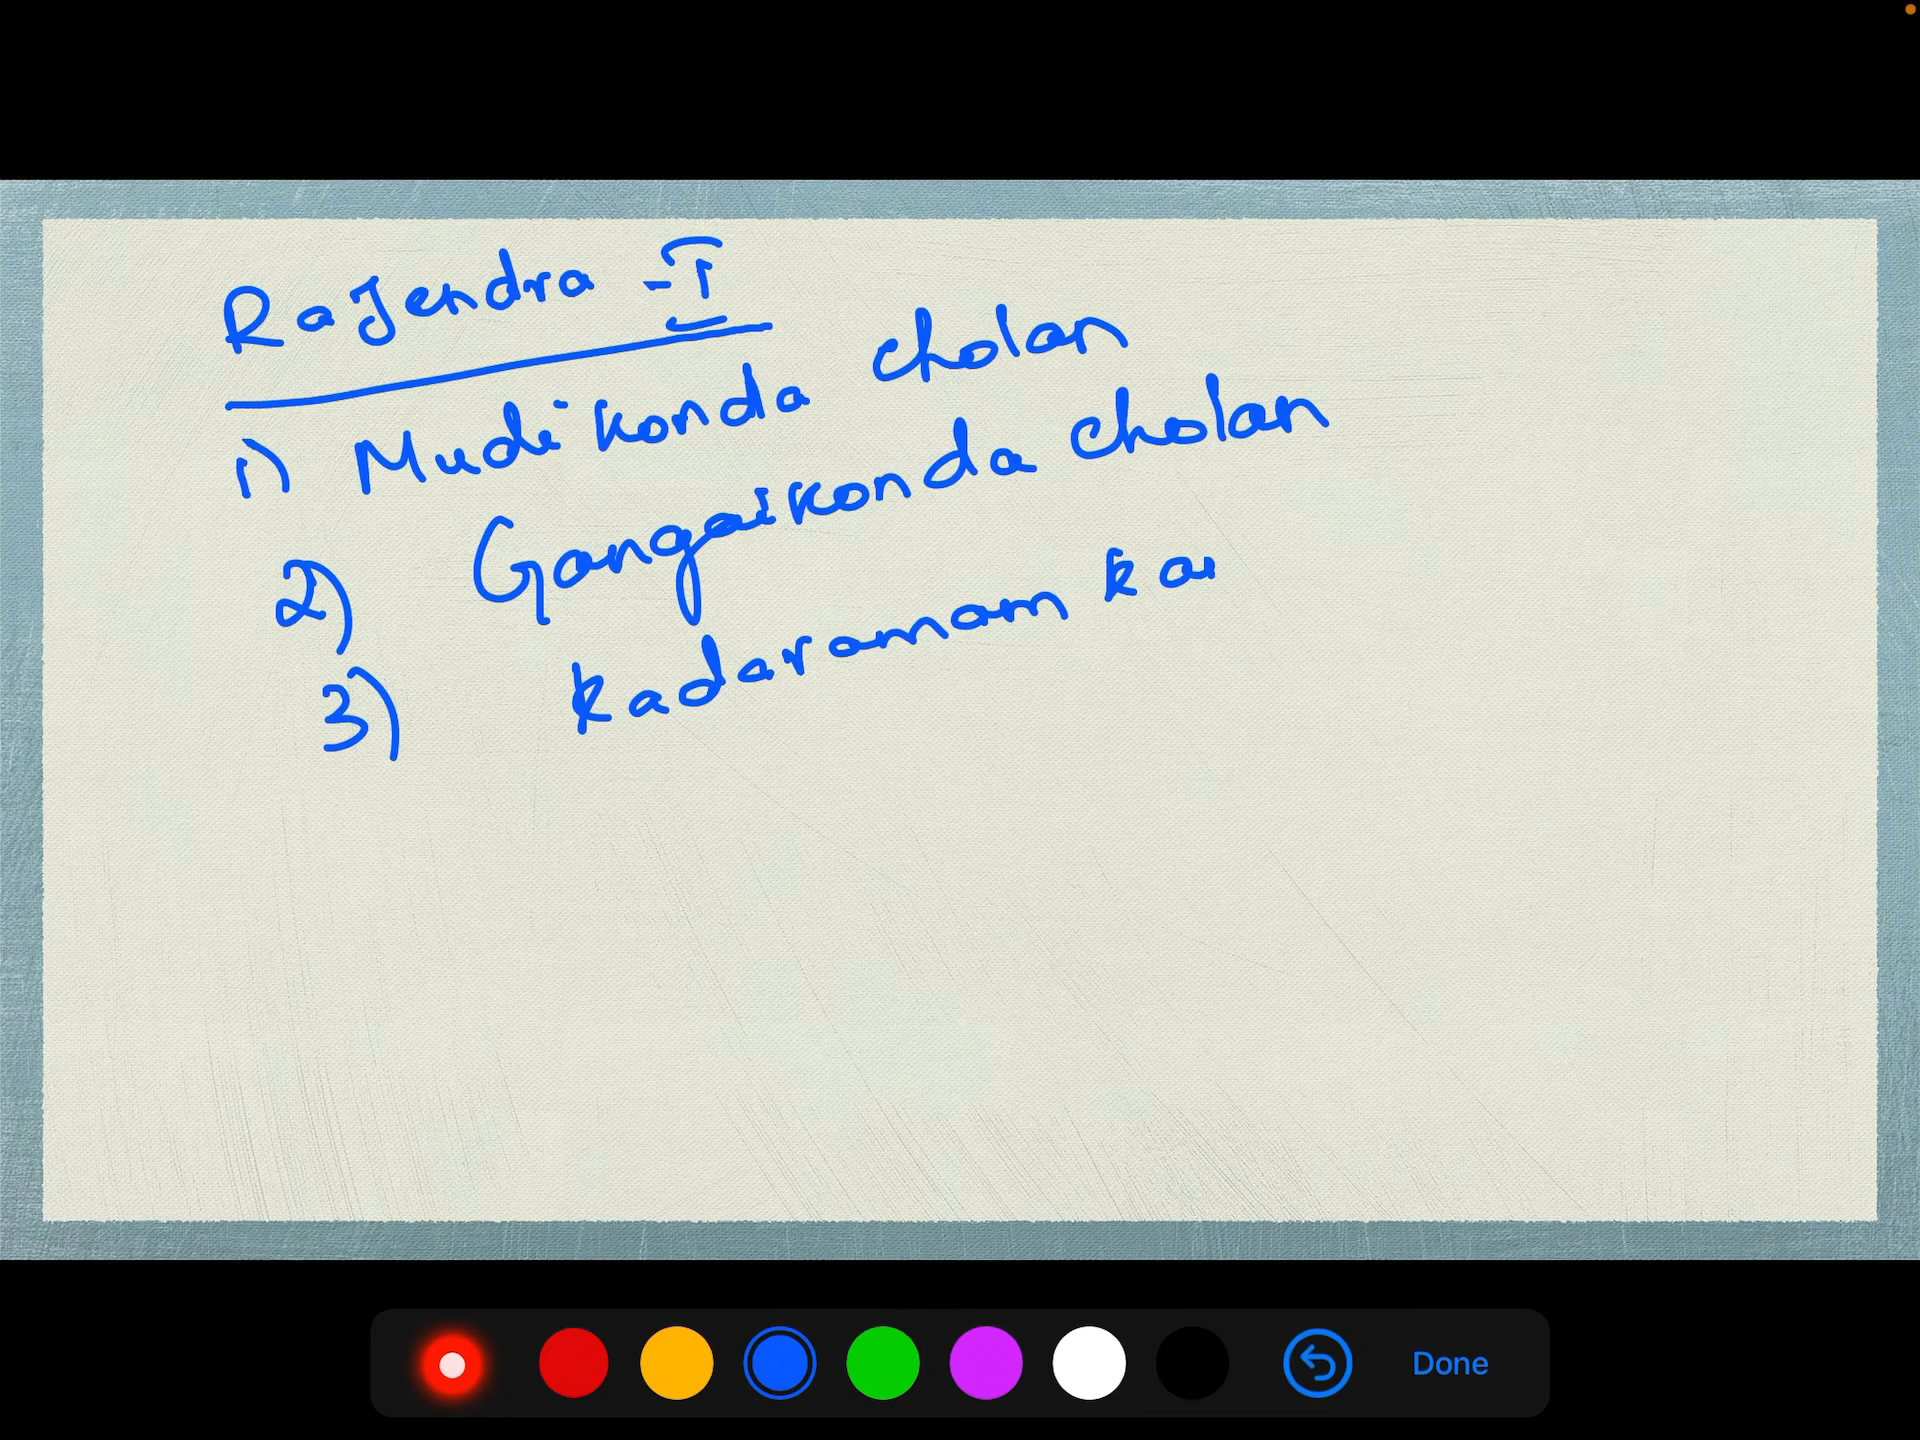 RaJendra - I
1) Mudikonda cholan
2) Gangaikonda cholan
3) kadaramam ka
Done